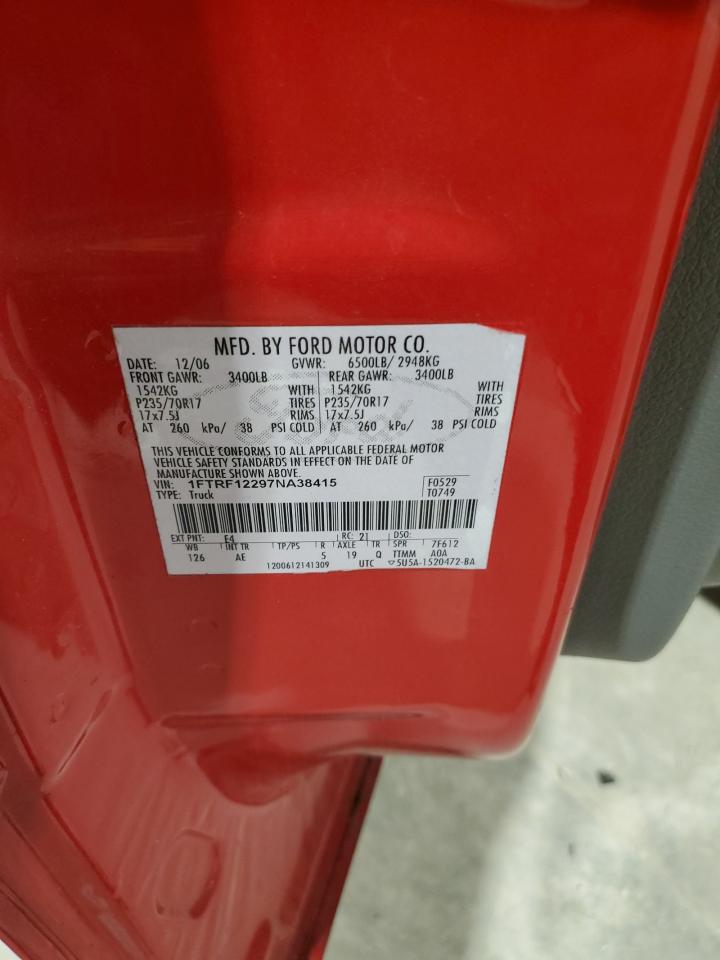 MFD. BY FORD MOTOR CO.
DATE: 12/06 GVWR: 6500LB/ 2948KG
FRONT GAWR: 3400LB REAR GAWR: 3400LB
1542KG WITH 1542KG WITH
P235/70R17 TIRES P235/70R17 TIRES
17x7.5J RIMS 17x7.5J RIMS
AT 260 kPa/ 38 PSI COLD AT 260 kPa/ 38 PSI COLD
Ford
THIS VEHICLE CONFORMS TO ALL APPLICABLE FEDERAL MOTOR
VEHICLE SAFETY STANDARDS IN EFFECT ON THE DATE OF
MANUFACTURE SHOWN ABOVE.
VIN: 1FTRF12297NA38415 F0529
TYPE: Truck T0749
EXT PNT: E4 RC: 21 DSO:
WB INT TR TP/PS R AXLE TR SPR 7F612
126 AE 5 19 Q TTMM A0A
1200612141309 UTC ▽5U5A-1520472-BA